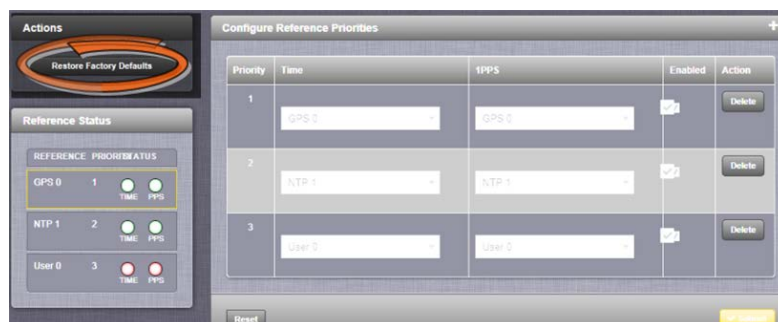 Actions
Restore Factory Defaults
Reference Status
REFERENCE PRIORITY STATUS
GPS 0 1 TIME PPS
NTP 1 2 TIME PPS
User 0 3 TIME PPS
Configure Reference Priorities +
Priority Time 1PPS Enabled Action
1 GPS 0 GPS 0 Delete
2 NTP 1 NTP 1 Delete
3 User 0 User 0 Delete
Reset Submit